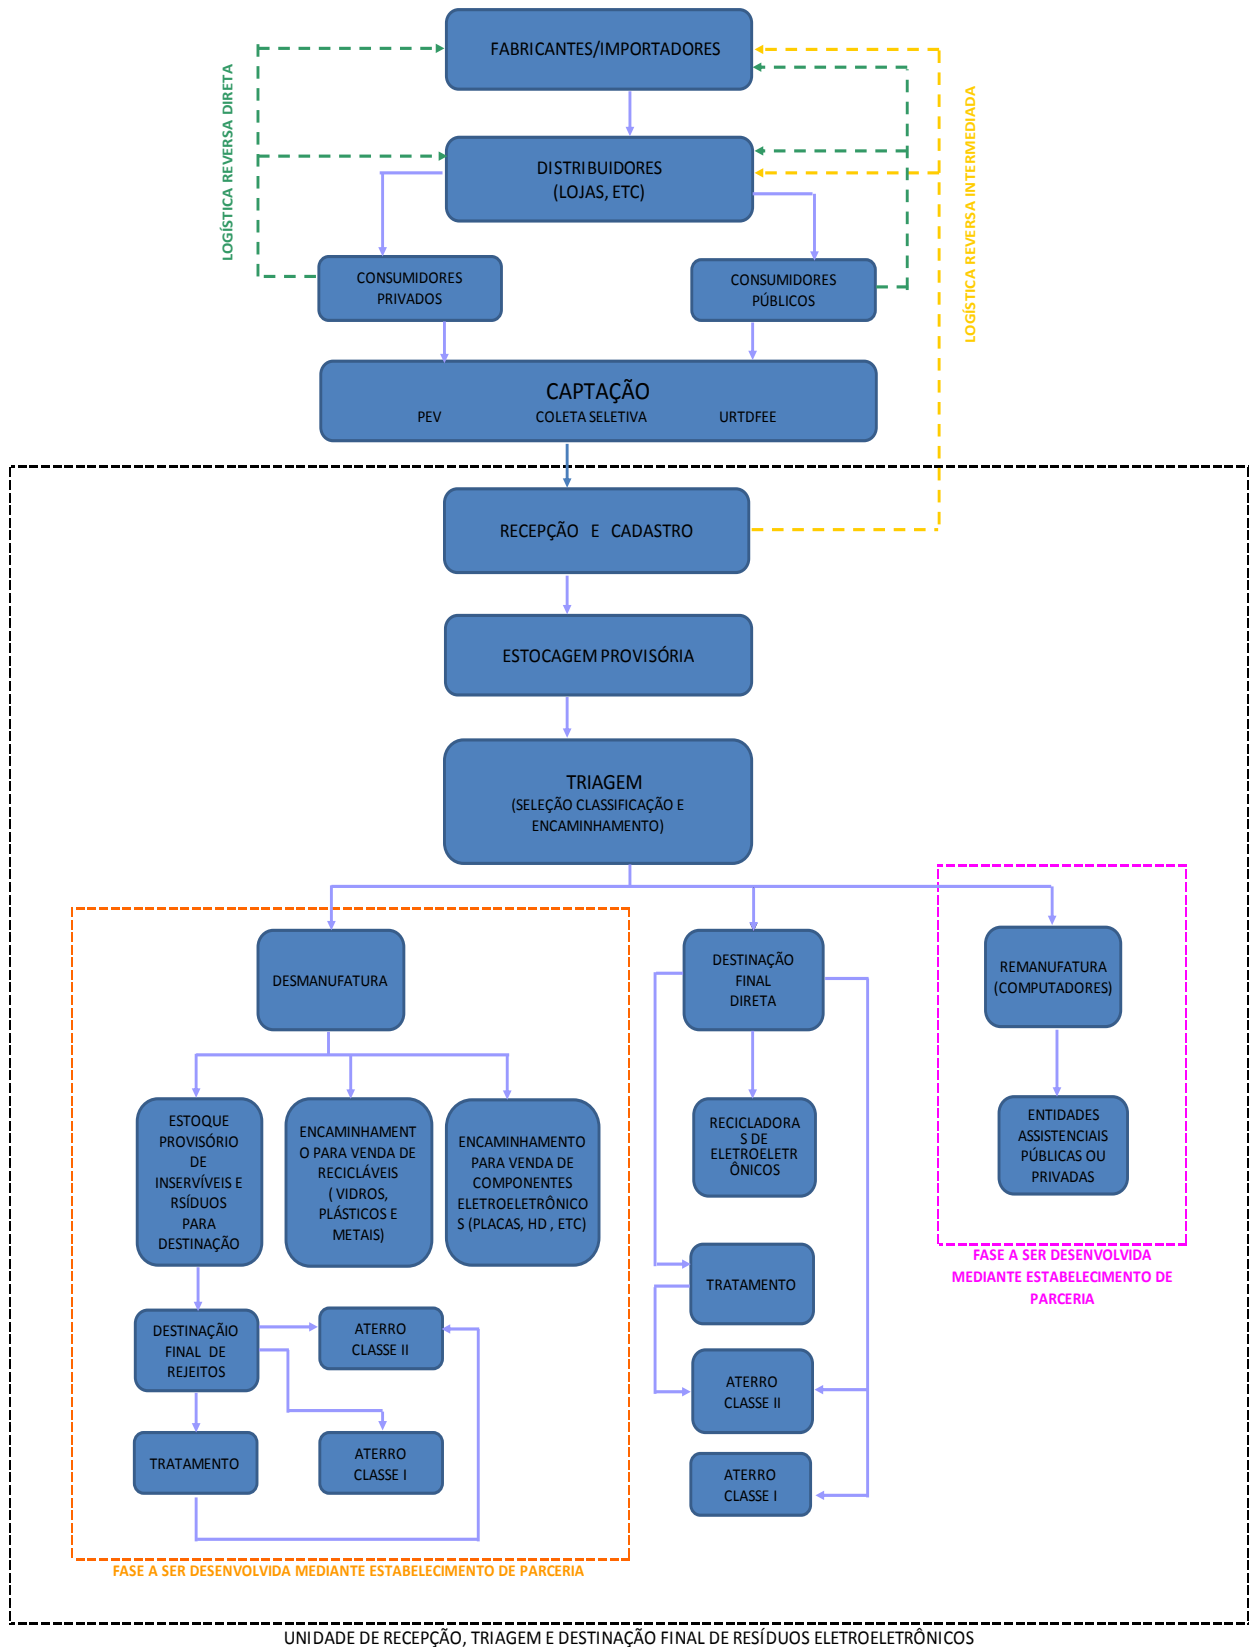 FABRICANTES/IMPORTADORES
LOGÍSTICA REVERSA DIRETA
LOGÍSTICA REVERSA INTERMEDIADA
DISTRIBUIDORES
(LOJAS, ETC)
CONSUMIDORES
PRIVADOS
CONSUMIDORES
PÚBLICOS
CAPTAÇÃO
PEV COLETA SELETIVA URTDFEE
RECEPÇÃO E CADASTRO
ESTOCAGEM PROVISÓRIA
TRIAGEM
(SELEÇÃO CLASSIFICAÇÃO E
ENCAMINHAMENTO)
DESMANUFATURA
DESTINAÇÃO
FINAL
DIRETA
REMANUFATURA
(COMPUTADORES)
ESTOQUE
PROVISÓRIO
DE
INSERVÍVEIS E
RSÍDUOS
PARA
DESTINAÇÃO
ENCAMINHAMENT
O PARA VENDA DE
RECICLÁVEIS
( VIDROS,
PLÁSTICOS E
METAIS)
ENCAMINHAMENTO
PARA VENDA DE
COMPONENTES
ELETROELETRÔNICO
S (PLACAS, HD , ETC)
RECICLADORA
S DE
ELETROELETR
ÔNICOS
ENTIDADES
ASSISTENCIAIS
PÚBLICAS OU
PRIVADAS
FASE A SER DESENVOLVIDA
MEDIANTE ESTABELECIMENTO DE
PARCERIA
TRATAMENTO
DESTINAÇÃIO
FINAL DE
REJEITOS
ATERRO
CLASSE II
ATERRO
CLASSE II
TRATAMENTO
ATERRO
CLASSE I
ATERRO
CLASSE I
FASE A SER DESENVOLVIDA MEDIANTE ESTABELECIMENTO DE PARCERIA
UNIDADE DE RECEPÇÃO, TRIAGEM E DESTINAÇÃO FINAL DE RESÍDUOS ELETROELETRÔNICOS